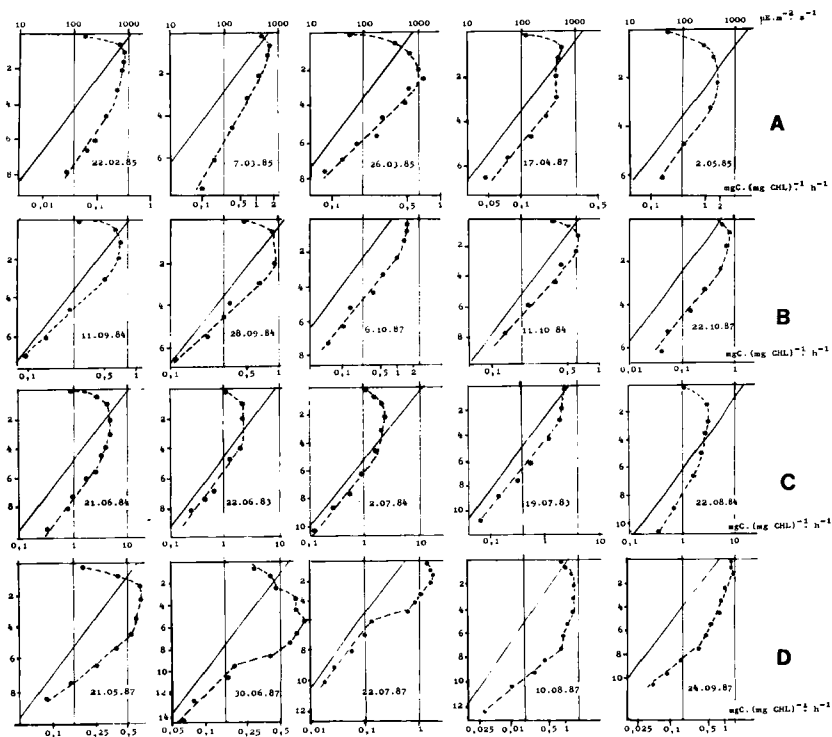 10 100 1000 10 100 1000 10 100 1000 10 100 1000 10 100 1000 µE.m⁻² s⁻¹
2 2 2 2 2
4 4 4 4 4
6 6 6 6 6
8 8 8
22.02.85 7.03.85 26.03.85 17.04.87 2.05.85 A
0,01 0,1 1 0,1 0,5 1 2 0,1 0,5 1 0,05 0,1 0,5 0,1 1 2 mgC.(mg CHL)⁻¹ h⁻¹
2 2 2 2 2
4 4 4 4 4
6 6 6 6 6
8 8
11.09.84 28.09.84 6.10.87 11.10 84 22.10.87 B
0,1 0,5 1 0,1 0,5 1 0,1 0,5 1 2 0,1 0,5 1 0,1 0,5 1 mgC.(mg CHL)⁻¹ h⁻¹
2 2 2 2 2
4 4 4 4 4
6 6 6 6 6
8 8 8 8 8
10 10 10
21.06.84 22.06.83 2.07.84 19.07.83 22.08.84 C
0,1 1 10 0,1 1 10 0,1 1 10 0,1 1 10 0,1 1 10 mgC.(mg CHL)⁻¹ h⁻¹
2 2 2 2 2
4 4 4 4 4
6 6 6 6 6
8 8 8 8 8
10 10 10 10
12 12 12
14
21.05.87 30.06.87 22.07.87 10.08.87 24.09.87 D
0,1 0,25 0,5 0,1 0,25 0,5 0,01 0,1 1 0,025 0,1 0,5 1 0,025 0,1 0,5 1 mgC.(mg CHL)⁻¹ h⁻¹